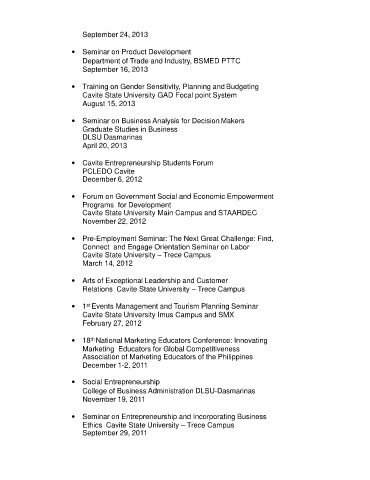 September 24, 2013
• Seminar on Product Development
Department of Trade and Industry, BSMED PTTC
September 16, 2013
• Training on Gender Sensitivity, Planning and Budgeting
Cavite State University GAD Focal point System
August 15, 2013
• Seminar on Business Analysis for Decision Makers
Graduate Studies in Business
DLSU Dasmarinas
April 20, 2013
• Cavite Entrepreneurship Students Forum
PCLEDO Cavite
December 6, 2012
• Forum on Government Social and Economic Empowerment
Programs for Development
Cavite State University Main Campus and STAARDEC
November 22, 2012
• Pre-Employment Seminar: The Next Great Challenge: Find,
Connect and Engage Orientation Seminar on Labor
Cavite State University – Trece Campus
March 14, 2012
• Arts of Exceptional Leadership and Customer
Relations Cavite State University – Trece Campus
• 1st Events Management and Tourism Planning Seminar
Cavite State University Imus Campus and SMX
February 27, 2012
• 18th National Marketing Educators Conference: Innovating
Marketing Educators for Global Competitiveness
Association of Marketing Educators of the Philippines
December 1-2, 2011
• Social Entrepreneurship
College of Business Administration DLSU-Dasmarinas
November 19, 2011
• Seminar on Entrepreneurship and Incorporating Business
Ethics Cavite State University – Trece Campus
September 29, 2011